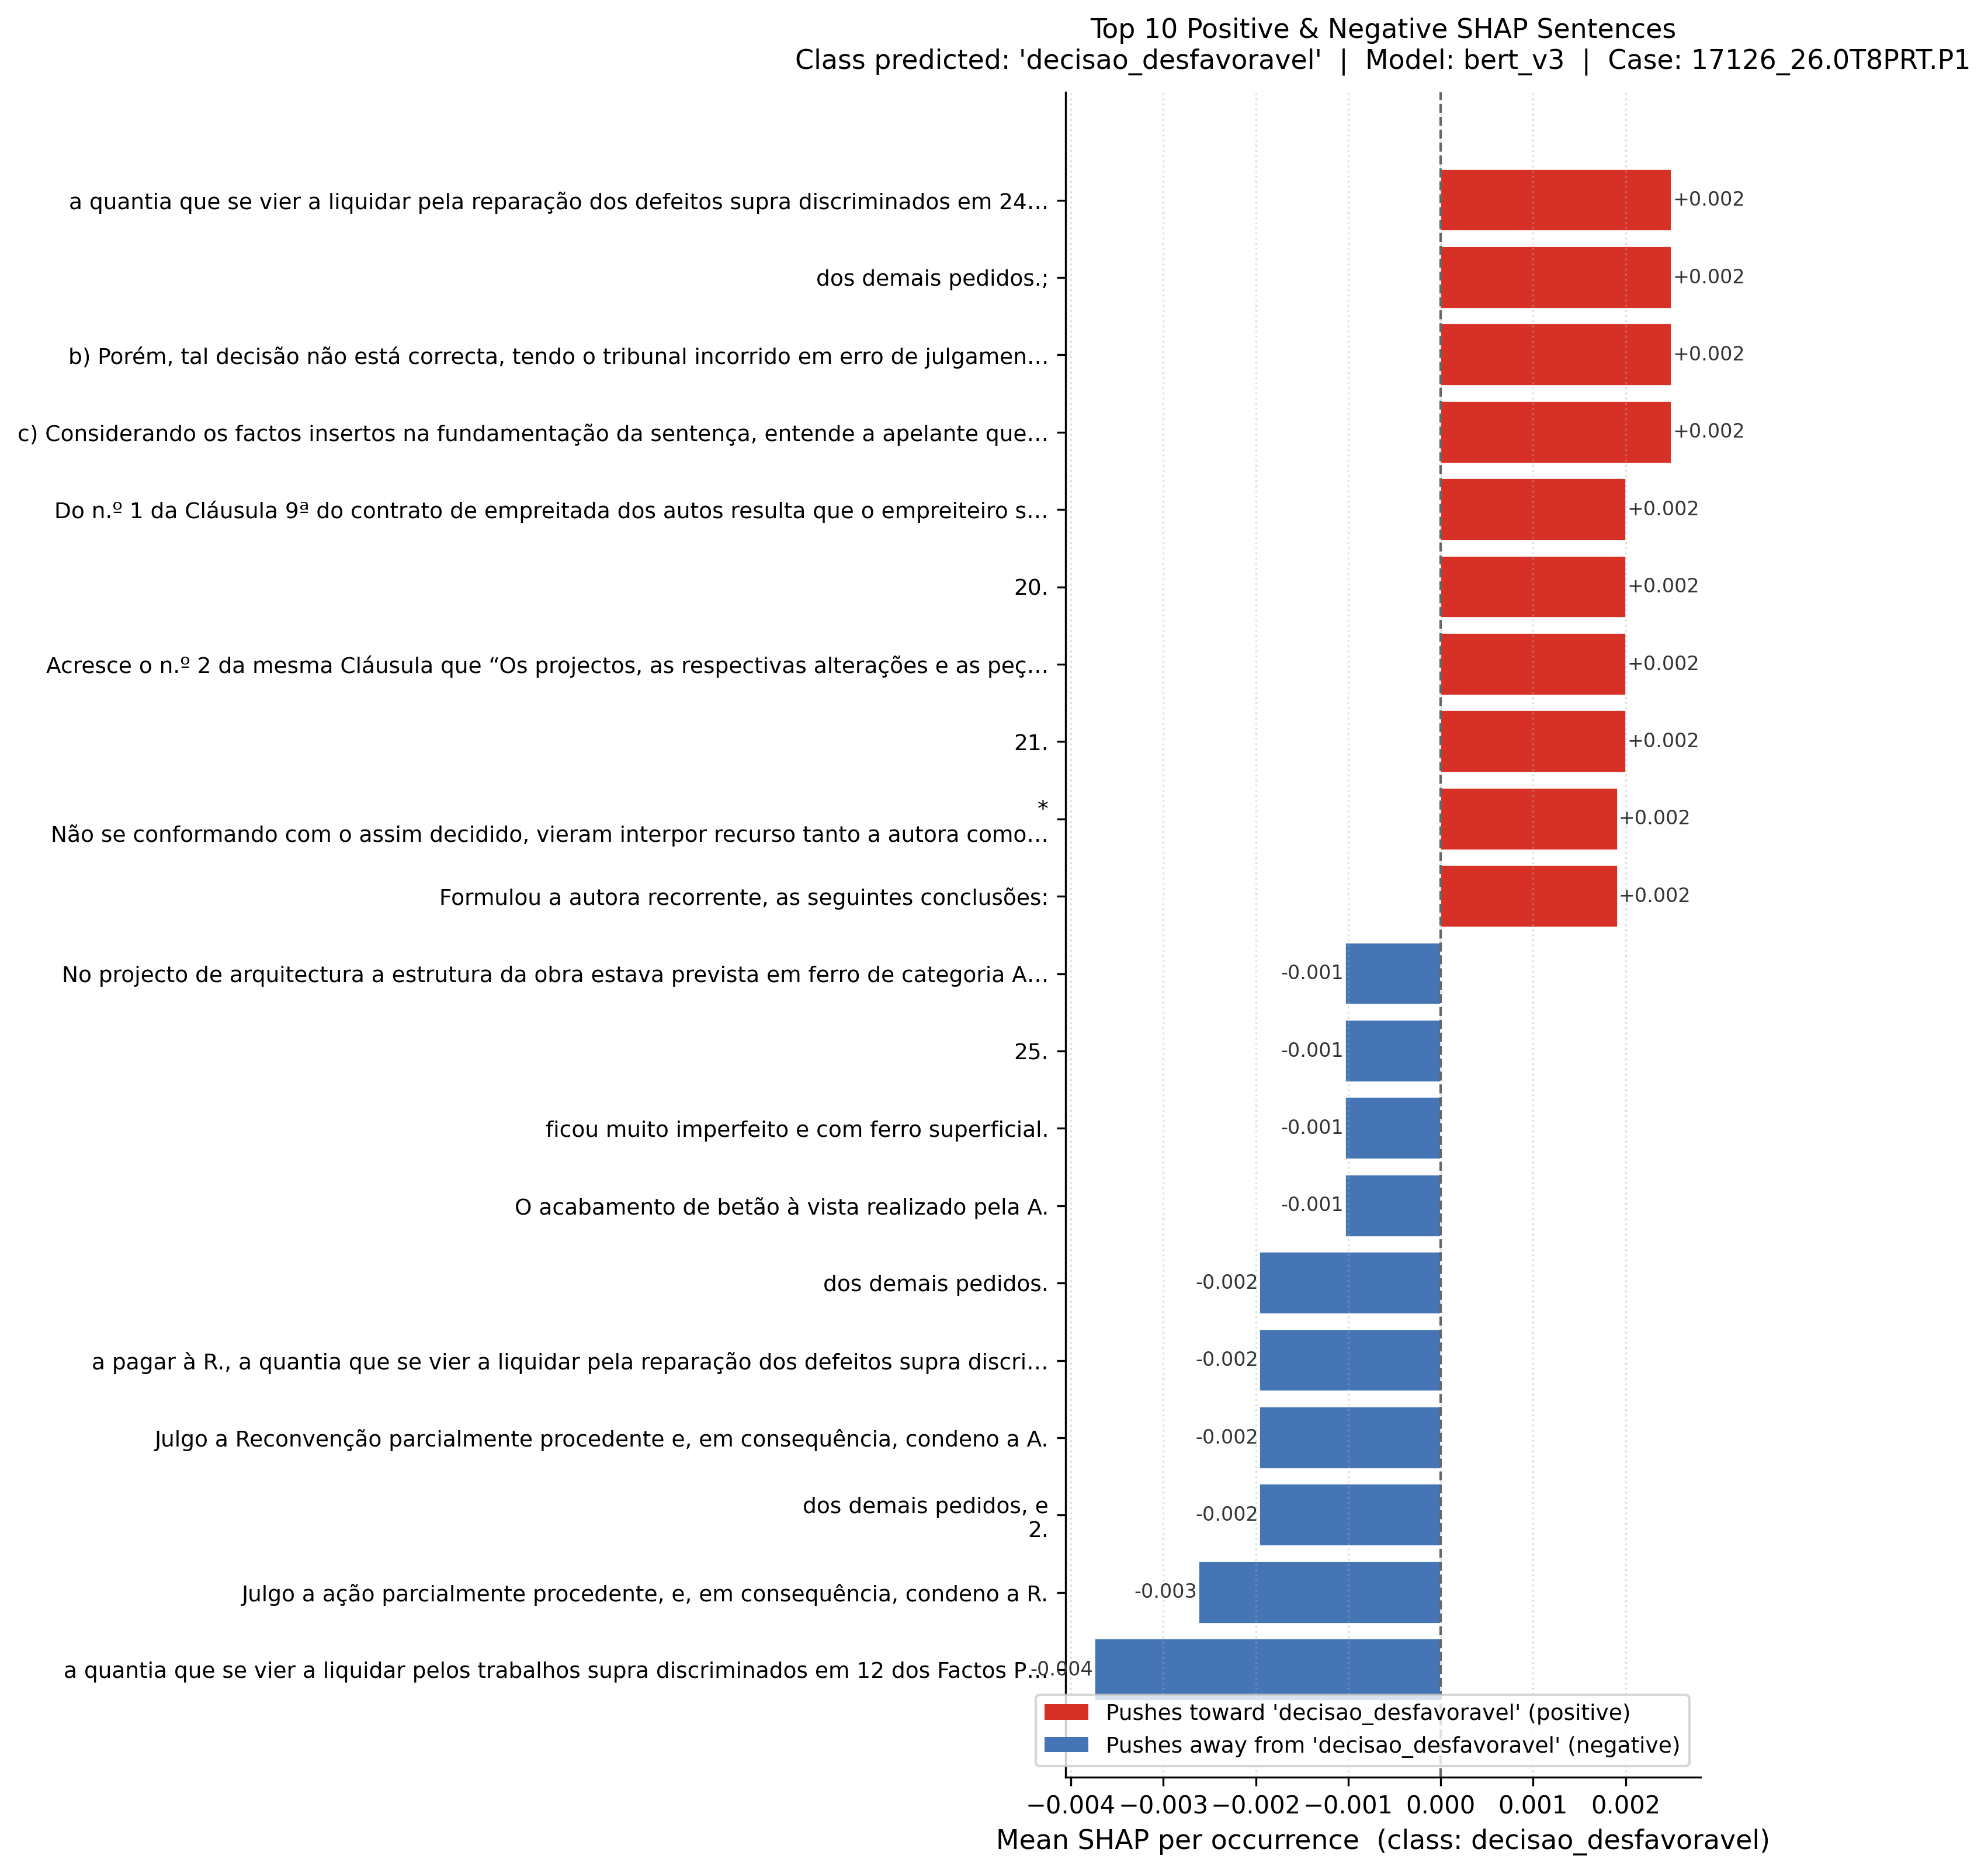 Top 10 Positive & Negative SHAP Sentences
Class predicted: 'decisao_desfavoravel' | Model: bert_v3 | Case: 17126_26.0T8PRT.P1
a quantia que se vier a liquidar pela reparação dos defeitos supra discriminados em 24...
+0.002
dos demais pedidos.;
+0.002
b) Porém, tal decisão não está correcta, tendo o tribunal incorrido em erro de julgamen...
+0.002
c) Considerando os factos insertos na fundamentação da sentença, entende a apelante que...
+0.002
Do n.º 1 da Cláusula 9ª do contrato de empreitada dos autos resulta que o empreiteiro s...
+0.002
20.
+0.002
Acresce o n.º 2 da mesma Cláusula que “Os projectos, as respectivas alterações e as peç...
+0.002
21.
+0.002
*
Não se conformando com o assim decidido, vieram interpor recurso tanto a autora como...
+0.002
Formulou a autora recorrente, as seguintes conclusões:
+0.002
No projecto de arquitectura a estrutura da obra estava prevista em ferro de categoria A...
-0.001
25.
-0.001
ficou muito imperfeito e com ferro superficial.
-0.001
O acabamento de betão à vista realizado pela A.
-0.001
dos demais pedidos.
-0.002
a pagar à R., a quantia que se vier a liquidar pela reparação dos defeitos supra discri...
-0.002
Julgo a Reconvenção parcialmente procedente e, em consequência, condeno a A.
-0.002
dos demais pedidos, e
2.
-0.002
Julgo a ação parcialmente procedente, e, em consequência, condeno a R.
-0.003
a quantia que se vier a liquidar pelos trabalhos supra discriminados em 12 dos Factos P...
-0.004
Pushes toward 'decisao_desfavoravel' (positive)
Pushes away from 'decisao_desfavoravel' (negative)
−0.004 −0.003 −0.002 −0.001 0.000 0.001 0.002
Mean SHAP per occurrence (class: decisao_desfavoravel)